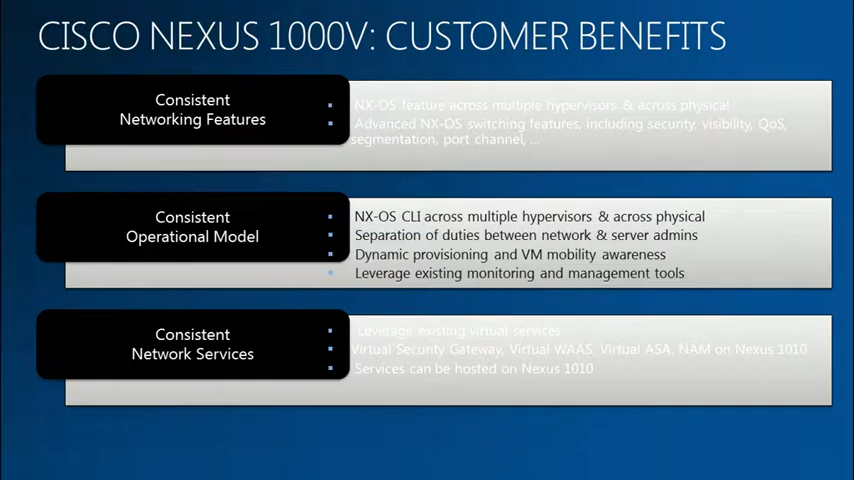 CISCO NEXUS 1000V: CUSTOMER BENEFITS
Consistent
Networking Features
NX-OS feature across multiple hypervisors & across physical
Advanced NX-OS switching features, including security, visibility, QoS,
segmentation, port channel, ...
Consistent
Operational Model
NX-OS CLI across multiple hypervisors & across physical
Separation of duties between network & server admins
Dynamic provisioning and VM mobility awareness
Leverage existing monitoring and management tools
Consistent
Network Services
Leverage existing virtual services
Virtual Security Gateway, Virtual WAAS, Virtual ASA, NAM on Nexus 1010
Services can be hosted on Nexus 1010